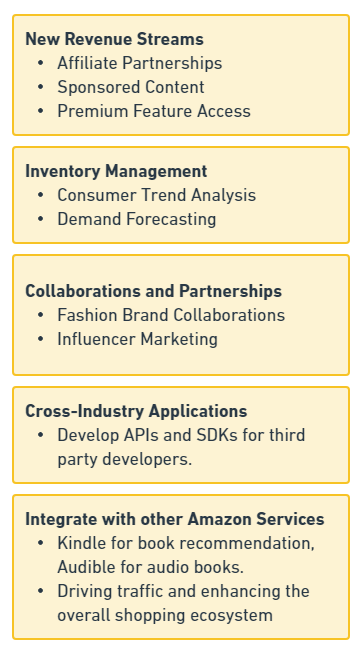 New Revenue Streams
• Affiliate Partnerships
• Sponsored Content
• Premium Feature Access
Inventory Management
• Consumer Trend Analysis
• Demand Forecasting
Collaborations and Partnerships
• Fashion Brand Collaborations
• Influencer Marketing
Cross-Industry Applications
• Develop APIs and SDKs for third
party developers.
Integrate with other Amazon Services
• Kindle for book recommendation,
Audible for audio books.
• Driving traffic and enhancing the
overall shopping ecosystem